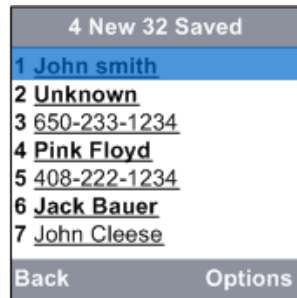 4 New 32 Saved
1 John smith
2 Unknown
3 650-233-1234
4 Pink Floyd
5 408-222-1234
6 Jack Bauer
7 John Cleese
Back Options